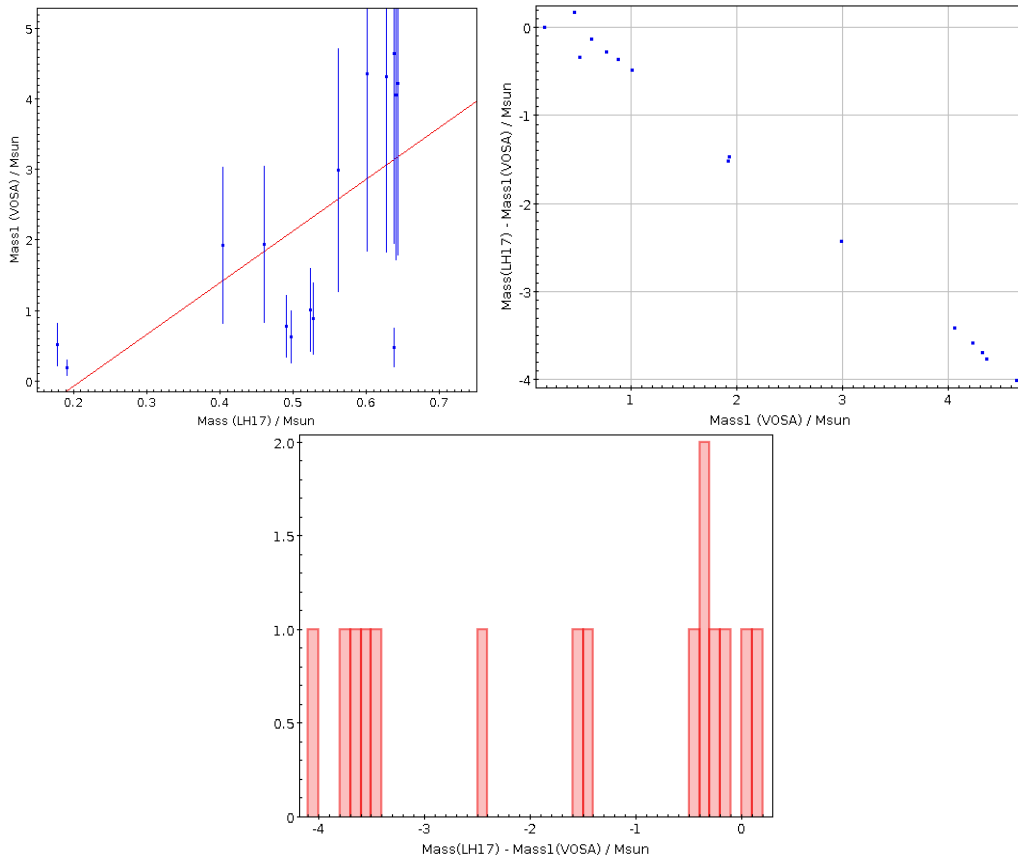 5
4
3
2
1
0
0.2 0.3 0.4 0.5 0.6 0.7
Mass (LH17) / Msun
Mass1 (VOSA) / Msun
0
-1
-2
-3
-4
1 2 3 4
Mass1 (VOSA) / Msun
Mass(LH17) - Mass1(VOSA) / Msun
2.0
1.5
1.0
0.5
0
-4 -3 -2 -1 0
Mass(LH17) - Mass1(VOSA) / Msun